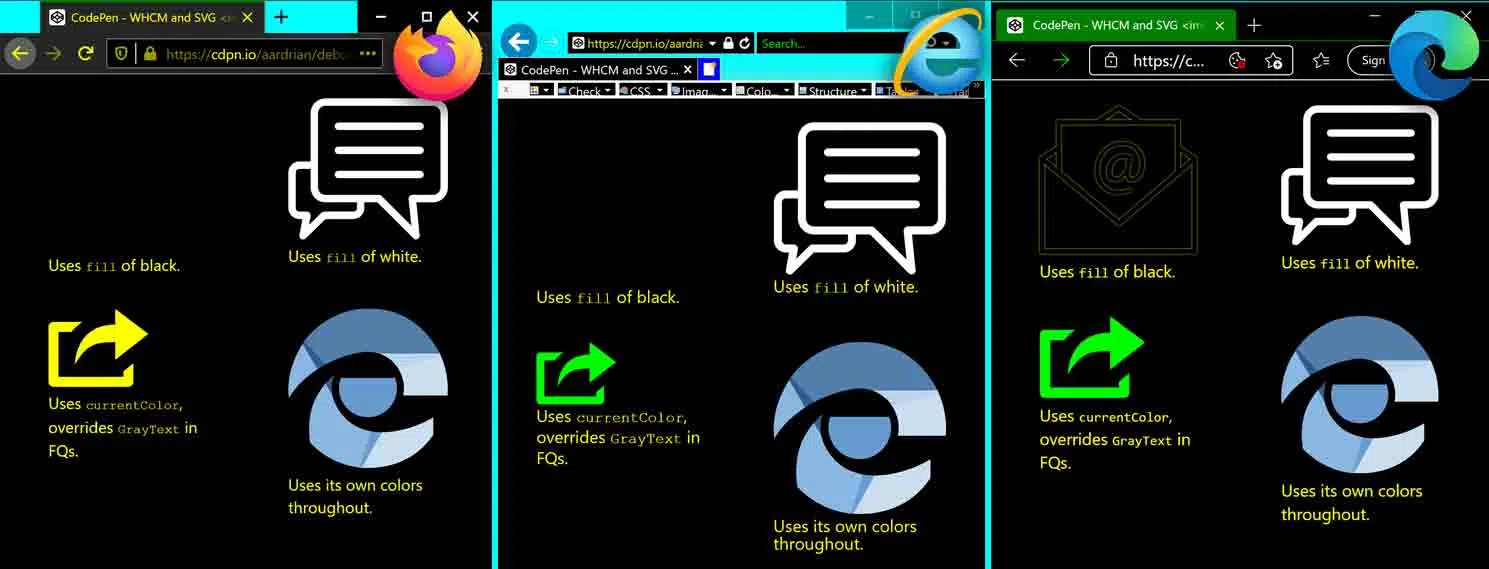 CodePen - WHCM and SVG <im
https://cdpn.io/aardrian/debu
Uses fill of white.
Uses fill of black.
Uses currentColor,
overrides GrayText in
FQs.
Uses its own colors
throughout.
https://cdpn.io/aardria
Search...
CodePen - WHCM and SVG ...
x
Check
CSS
Imag...
Colo...
Structure
Uses fill of white.
Uses fill of black.
Uses currentColor,
overrides GrayText in
FQs.
Uses its own colors
throughout.
CodePen - WHCM and SVG <im
https://c...
Sign
@
Uses fill of black.
Uses fill of white.
Uses currentColor,
overrides GrayText in
FQs.
Uses its own colors
throughout.